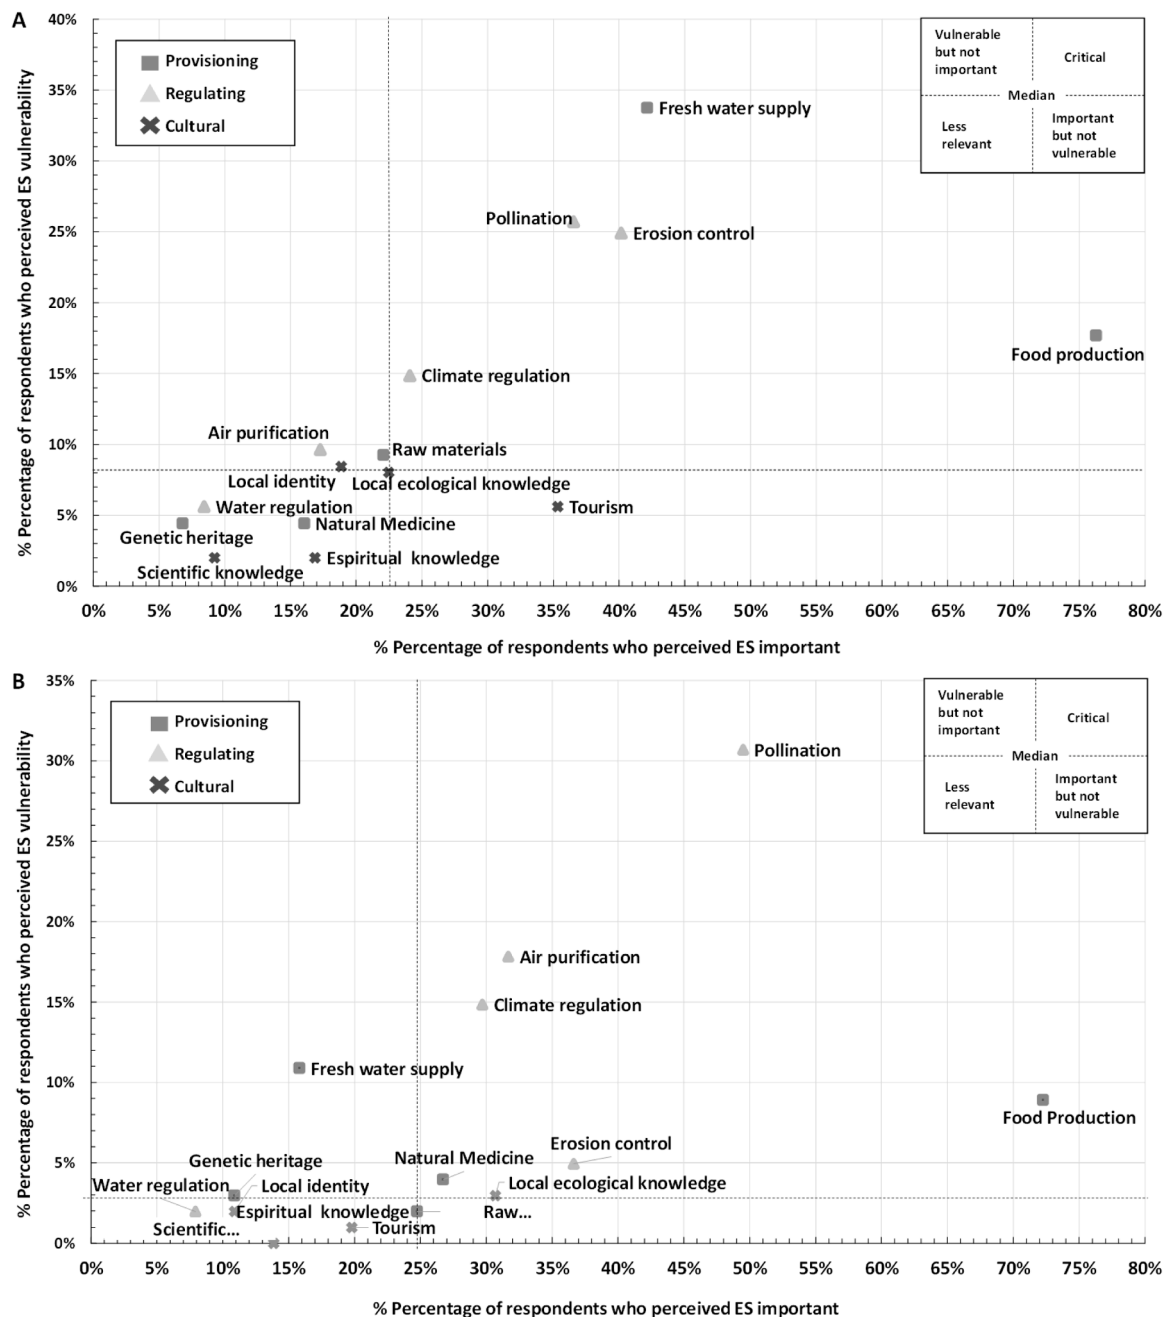 A
% Percentage of respondents who perceived ES vulnerability
40%
35%
30%
25%
20%
15%
10%
5%
0%
Provisioning
Regulating
Cultural
Vulnerable
but not
important
Critical
Median
Less
relevant
Important
but not
vulnerable
Fresh water supply
Pollination
Erosion control
Food production
Climate regulation
Air purification
Raw materials
Local identity
Local ecological knowledge
Water regulation
Tourism
Natural Medicine
Genetic heritage
Espiritual knowledge
Scientific knowledge
0% 5% 10% 15% 20% 25% 30% 35% 40% 45% 50% 55% 60% 65% 70% 75% 80%
% Percentage of respondents who perceived ES important
B
% Percentage of respondents who perceived ES vulnerability
35%
30%
25%
20%
15%
10%
5%
0%
Provisioning
Regulating
Cultural
Vulnerable
but not
important
Critical
Median
Less
relevant
Important
but not
vulnerable
Pollination
Air purification
Climate regulation
Fresh water supply
Food Production
Erosion control
Natural Medicine
Genetic heritage
Local ecological knowledge
Water regulation
Local identity
Espiritual knowledge
Raw...
Scientific...
Tourism
0% 5% 10% 15% 20% 25% 30% 35% 40% 45% 50% 55% 60% 65% 70% 75% 80%
% Percentage of respondents who perceived ES important